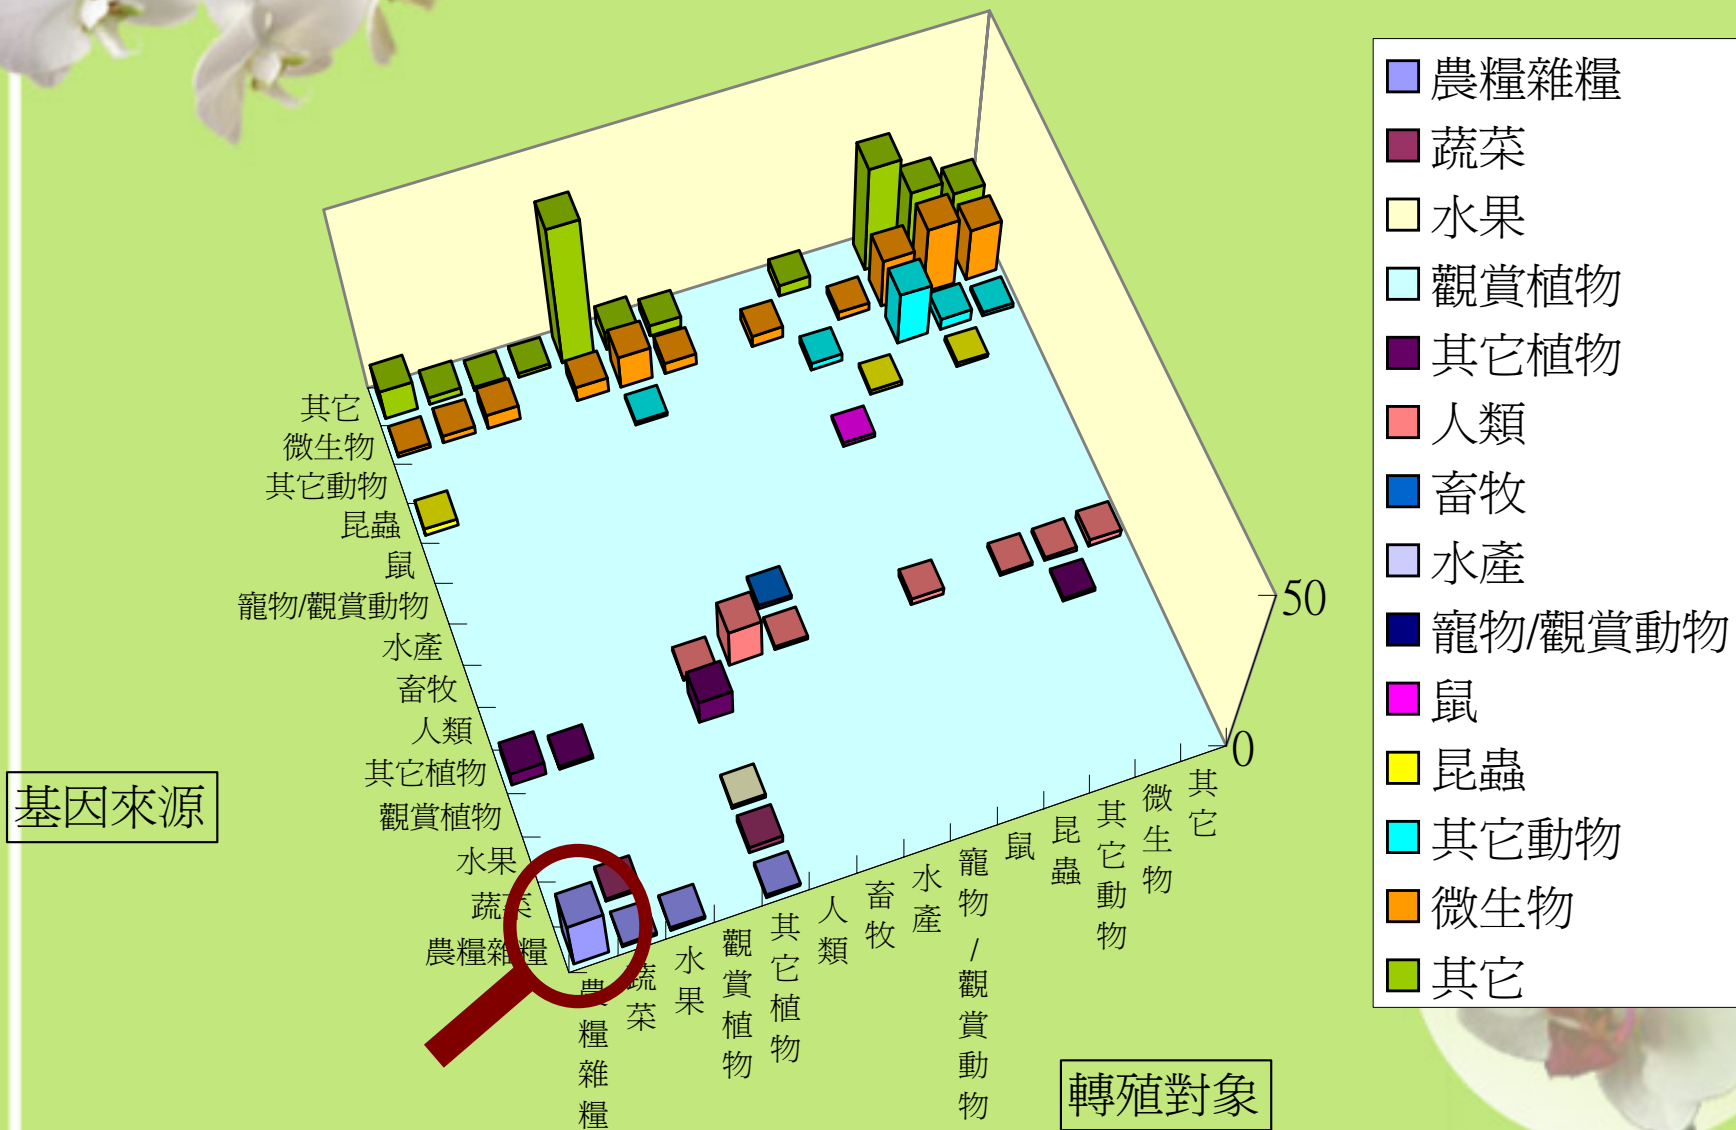 其它
微生物
其它動物
昆蟲
鼠
寵物/觀賞動物
水產
畜牧
人類
其它植物
觀賞植物
水果
蔬菜
農糧雜糧
基因來源
農糧雜糧
蔬菜
水果
觀賞植物
其它植物
人類
畜牧
水產
寵物/觀賞動物
鼠
昆蟲
其它動物
微生物
其它
轉殖對象
50
0
農糧雜糧
蔬菜
水果
觀賞植物
其它植物
人類
畜牧
水產
寵物/觀賞動物
鼠
昆蟲
其它動物
微生物
其它